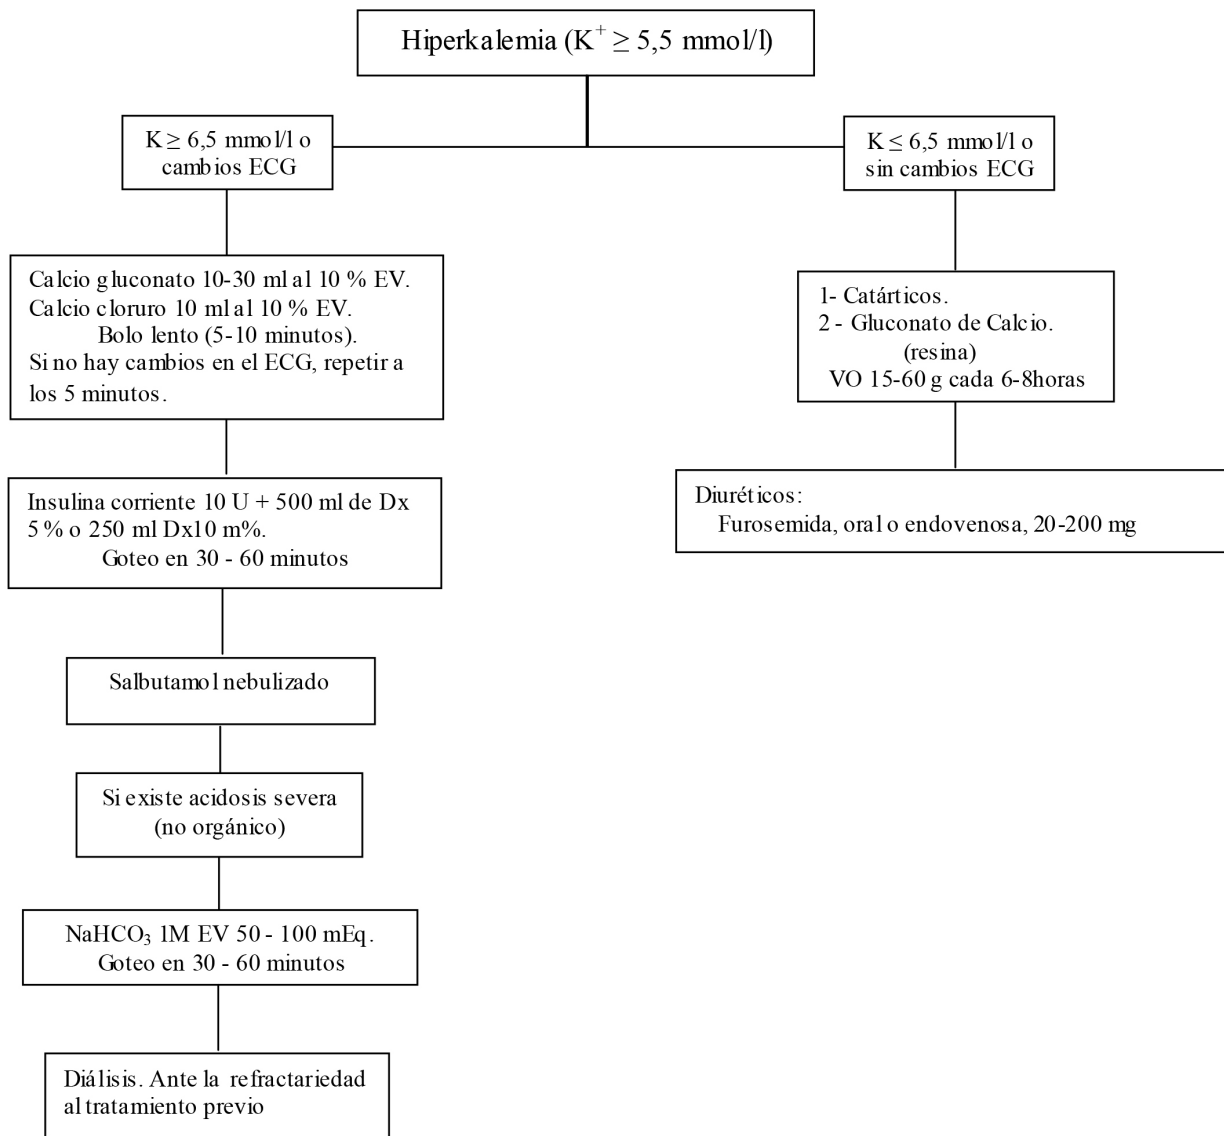 Hiperkalemia (K⁺ ≥ 5,5 mmol/l)
K ≥ 6,5 mmol/l o
cambios ECG
Calcio gluconato 10-30 ml al 10 % EV.
Calcio cloruro 10 ml al 10 % EV.
Bolo lento (5-10 minutos).
Si no hay cambios en el ECG, repetir a
los 5 minutos.
Insulina corriente 10 U + 500 ml de Dx
5 % o 250 ml Dx10 m%.
Goteo en 30 - 60 minutos
Salbutamol nebulizado
Si existe acidosis severa
(no orgánico)
NaHCO₃ 1M EV 50 - 100 mEq.
Goteo en 30 - 60 minutos
Diálisis. Ante la refractariedad
al tratamiento previo
K ≤ 6,5 mmol/l o
sin cambios ECG
1- Catárticos.
2 - Gluconato de Calcio.
(resina)
VO 15-60 g cada 6-8horas
Diuréticos:
Furosemida, oral o endovenosa, 20-200 mg